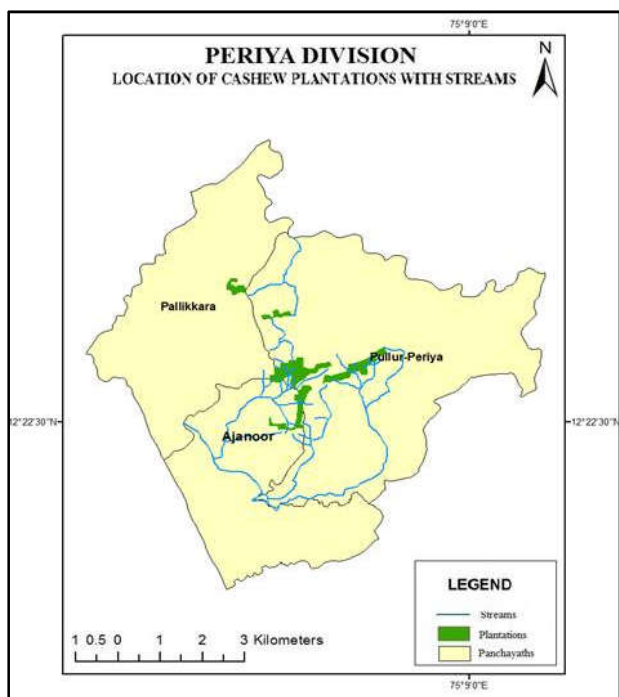 75°9'0"E
PERIYA DIVISION
LOCATION OF CASHEW PLANTATIONS WITH STREAMS
N
Pallikkara
Pullur-Periya
12°22'30"N
12°22'30"N
Ajanoor
LEGEND
Streams
Plantations
Panchayaths
1 0.5 0 1 2 3 Kilometers
75°9'0"E